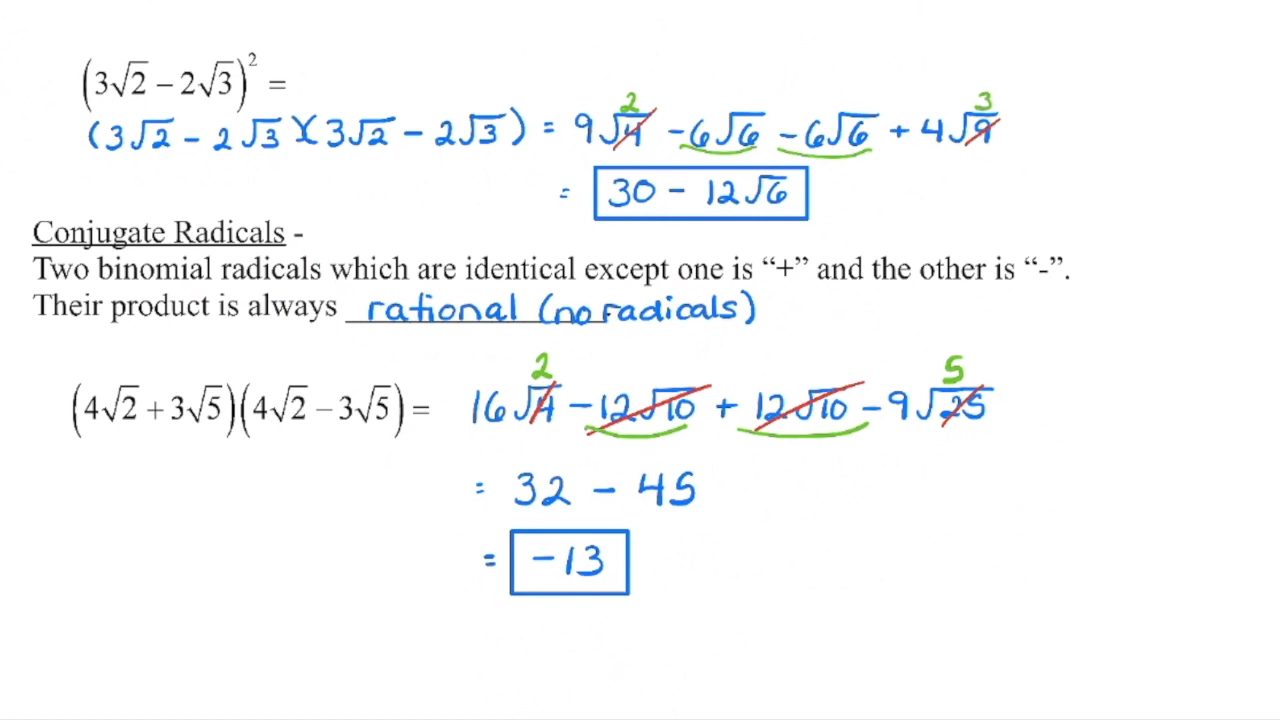 (3√2 – 2√3)² =
(3√2 – 2√3)(3√2 – 2√3) = 9√4 2 – 6√6 – 6√6 + 4√9 3
= 30 – 12√6
Conjugate Radicals -
Two binomial radicals which are identical except one is “+” and the other is “-”.
Their product is always rational (no radicals)
(4√2 + 3√5)(4√2 – 3√5) = 16√4 2 – 12√10 + 12√10 – 9√25 5
= 32 – 45
= –13